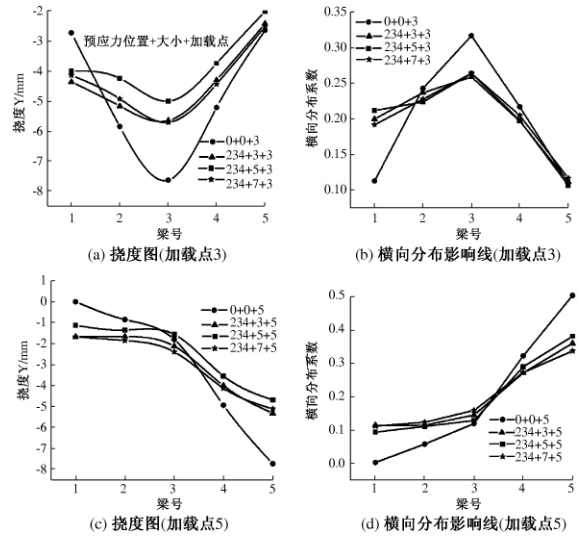 -2
-3
-4
-5
-6
-7
-8
挠度Y/mm
预应力位置+大小+加载点
0+0+3
234+3+3
234+5+3
234+7+3
1 2 3 4 5
梁号
(a) 挠度图(加载点3)
0.35
0.30
0.25
0.20
0.15
0.10
横向分布系数
0+0+3
234+3+3
234+5+3
234+7+3
1 2 3 4 5
梁号
(b) 横向分布影响线(加载点3)
1
0
-1
-2
-3
-4
-5
-6
-7
-8
挠度Y/mm
0+0+5
234+3+5
234+5+5
234+7+5
1 2 3 4 5
梁号
(c) 挠度图(加载点5)
0.5
0.4
0.3
0.2
0.1
0.0
横向分布系数
0+0+5
234+3+5
234+5+5
234+7+5
1 2 3 4 5
梁号
(d) 横向分布影响线(加载点5)